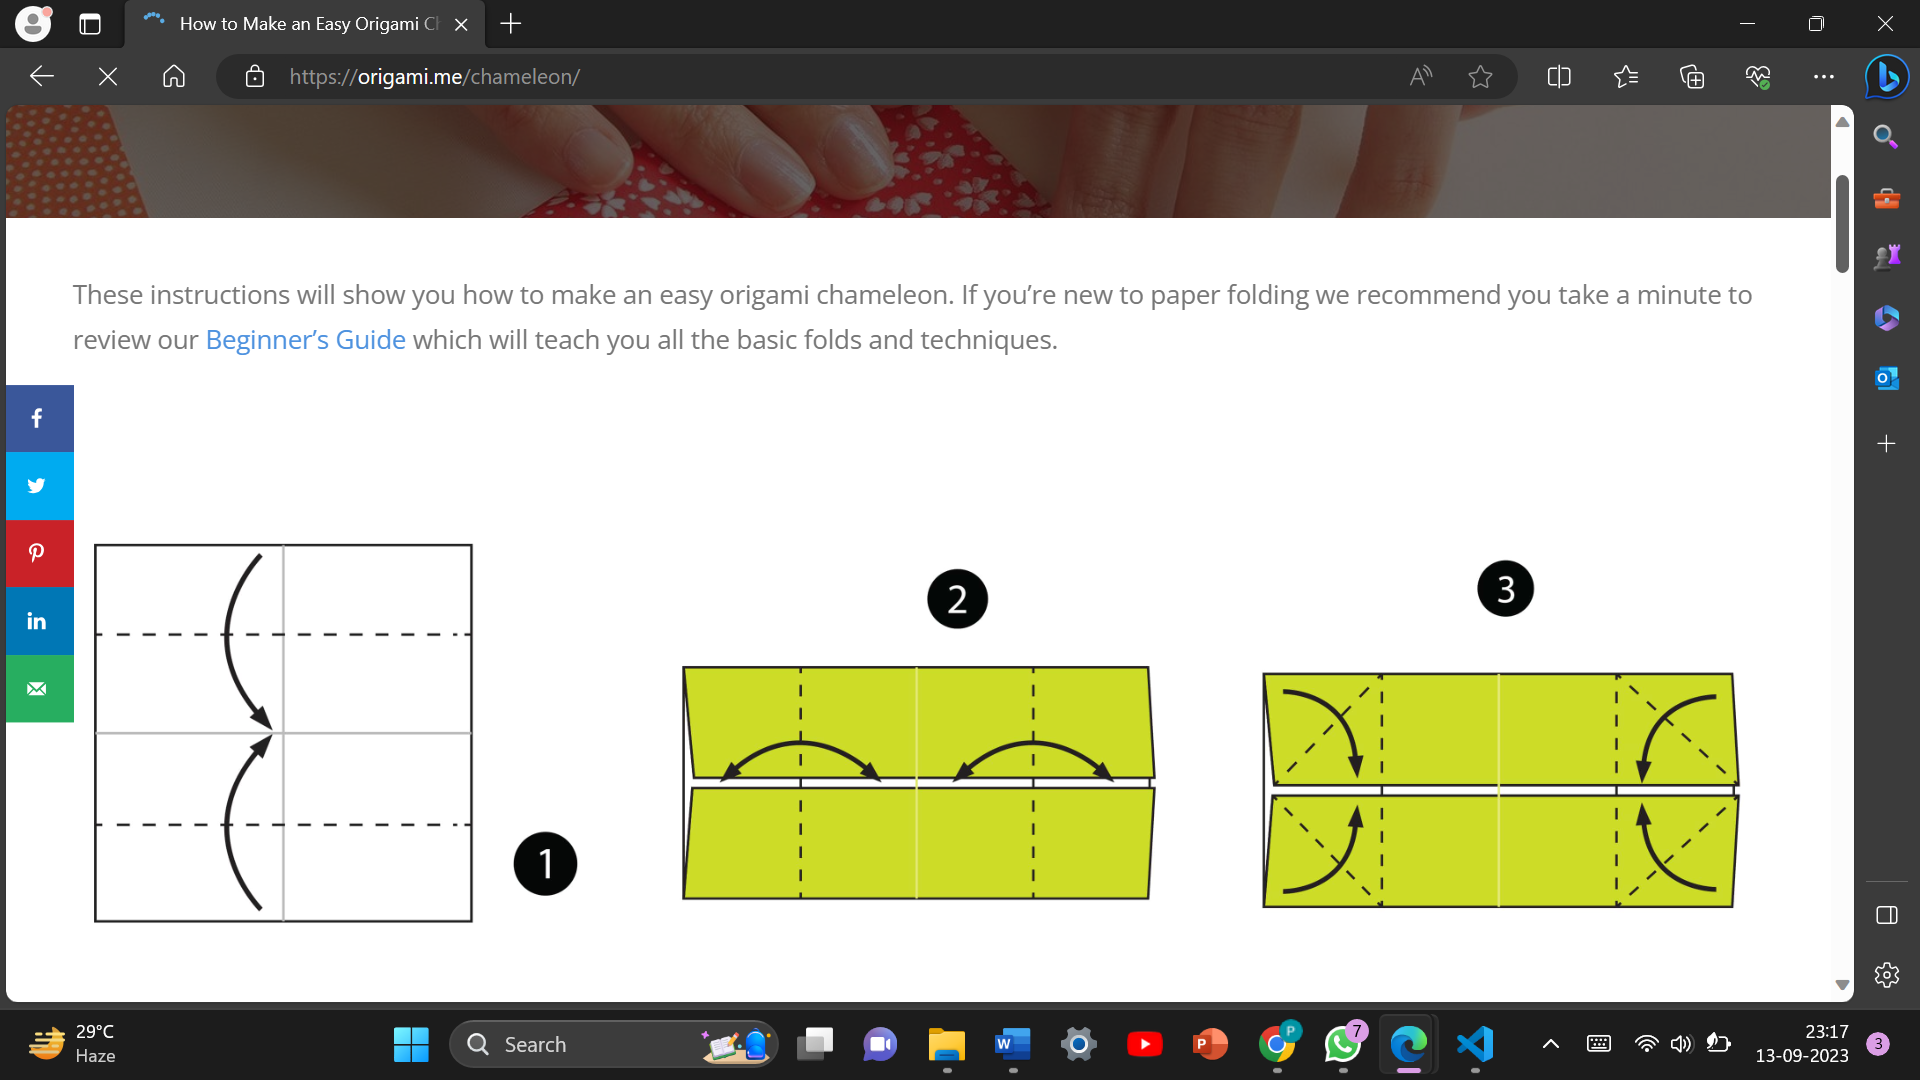 How to Make an Easy Origami Ch
https://origami.me/chameleon/
These instructions will show you how to make an easy origami chameleon. If you’re new to paper folding we recommend you take a minute to
review our Beginner’s Guide which will teach you all the basic folds and techniques.
f
in
1
2
3
29°C
Haze
Search
W
P
P
7
23:17
13-09-2023
3